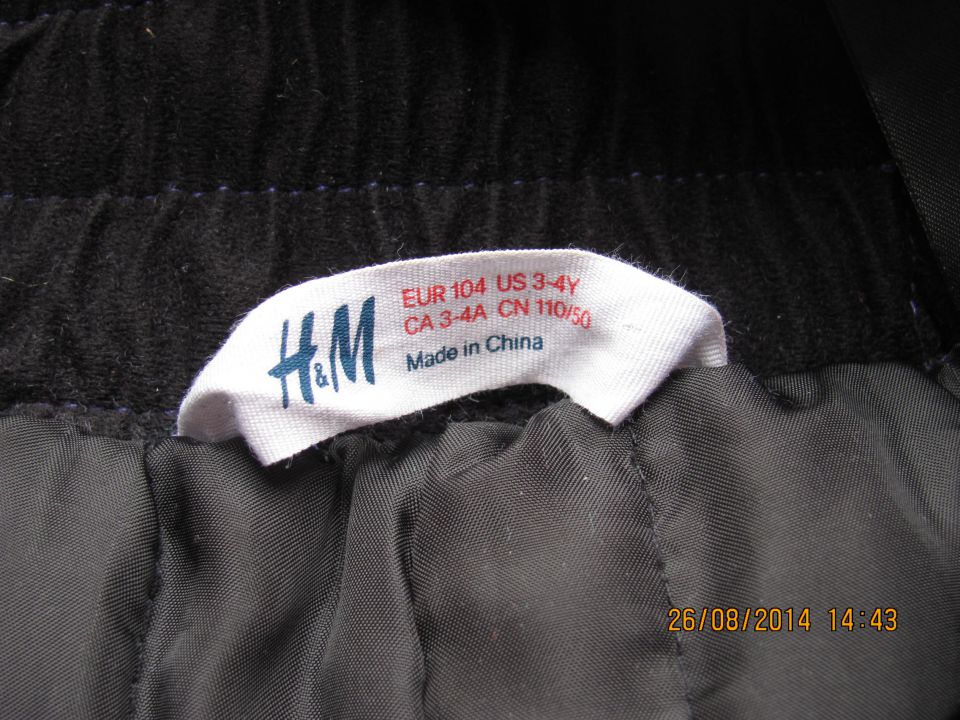 H&M
EUR 104 US 3-4Y
CA 3-4A CN 110/50
Made in China
26/08/2014 14:43